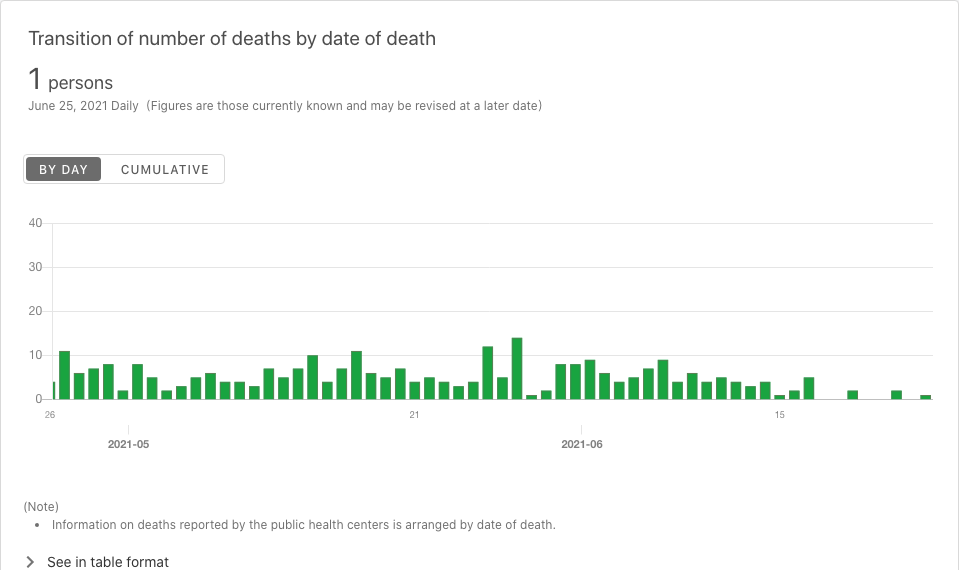 Transition of number of deaths by date of death
1 persons
June 25, 2021 Daily (Figures are those currently known and may be revised at a later date)
BY DAY CUMULATIVE
40
30
20
10
0
26 21 15
2021-05 2021-06
(Note)
• Information on deaths reported by the public health centers is arranged by date of death.
See in table format